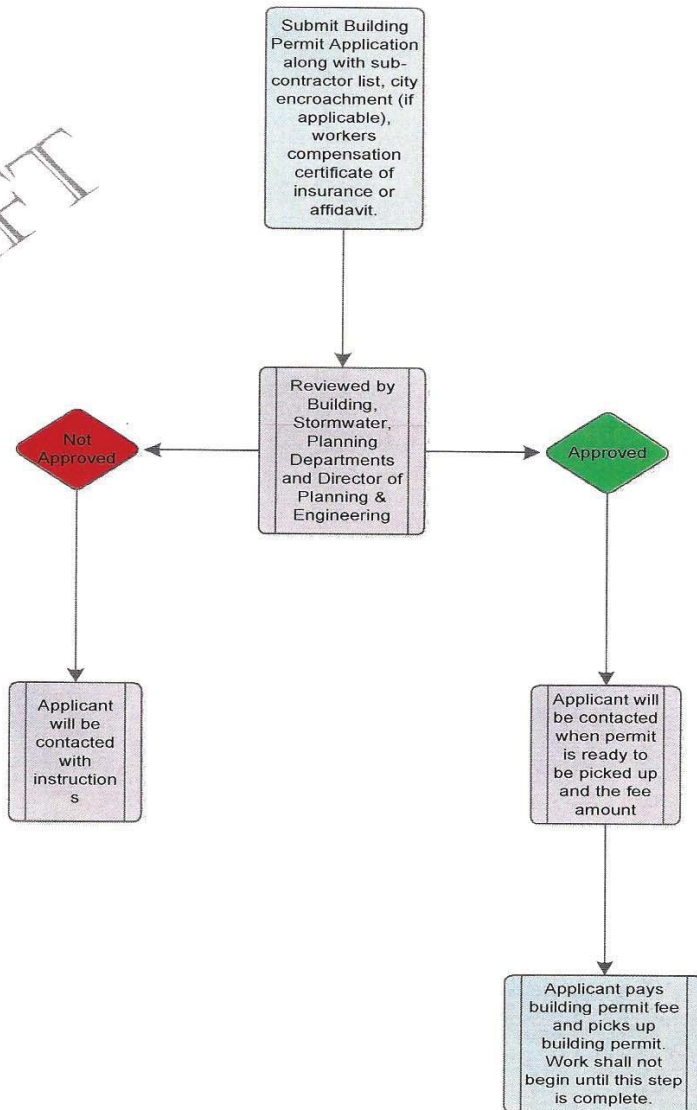 Submit Building
Permit Application
along with sub-
contractor list, city
encroachment (if
applicable),
workers
compensation
certificate of
insurance or
affidavit.
Reviewed by
Building,
Stormwater,
Planning
Departments
and Director of
Planning &
Engineering
Not
Approved
Approved
Applicant
will be
contacted
with
instruction
s
Applicant will
be contacted
when permit
is ready to
be picked up
and the fee
amount
Applicant pays
building permit fee
and picks up
building permit.
Work shall not
begin until this step
is complete.